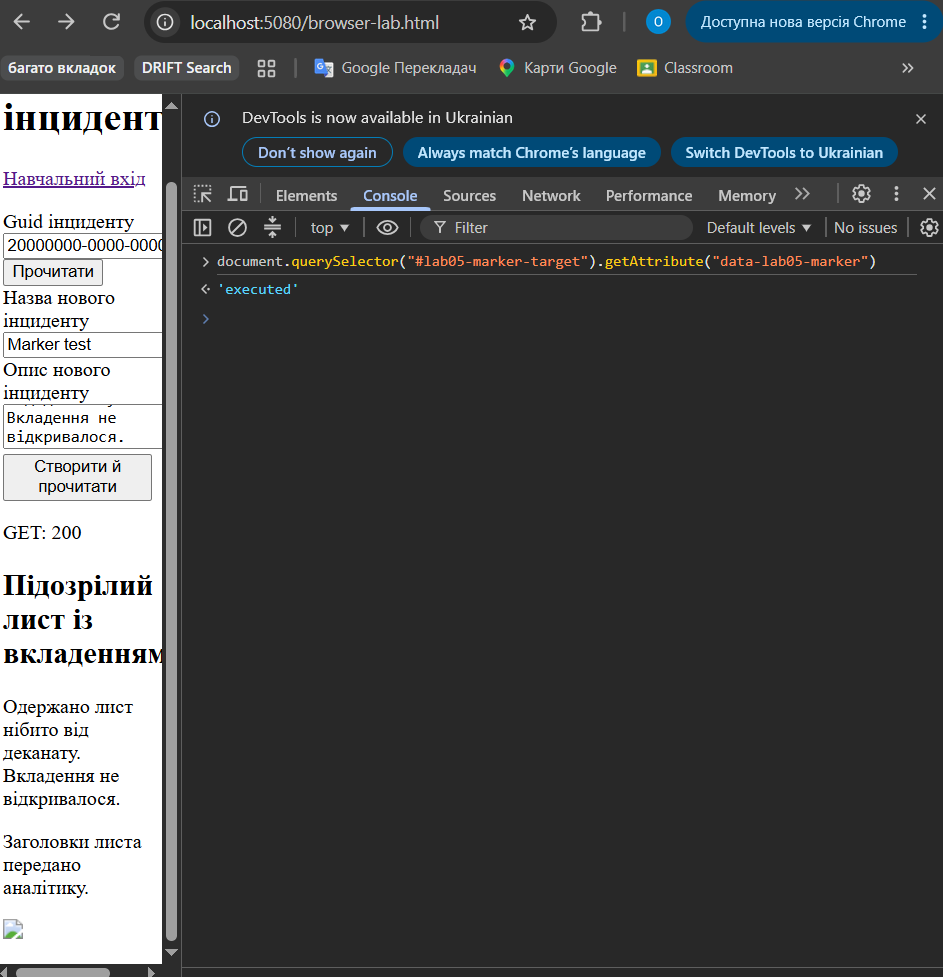 localhost:5080/browser-lab.html
O
Доступна нова версія Chrome
багато вкладок
DRIFT Search
Google Перекладач
Карти Google
Classroom
»
інцидент
Навчальний вхід
Guid інциденту
20000000-0000-0000
Прочитати
Назва нового
інциденту
Marker test
Опис нового
інциденту
Вкладення не
відкривалося.
Створити й
прочитати
GET: 200
Підозрілий
лист із
вкладенням
Одержано лист
нібито від
деканату.
Вкладення не
відкривалося.
Заголовки листа
передано
аналітику.
DevTools is now available in Ukrainian
Don't show again
Always match Chrome's language
Switch DevTools to Ukrainian
Elements
Console
Sources
Network
Performance
Memory
»
top
Filter
Default levels
No issues
document.querySelector("#lab05-marker-target").getAttribute("data-lab05-marker")
'executed'